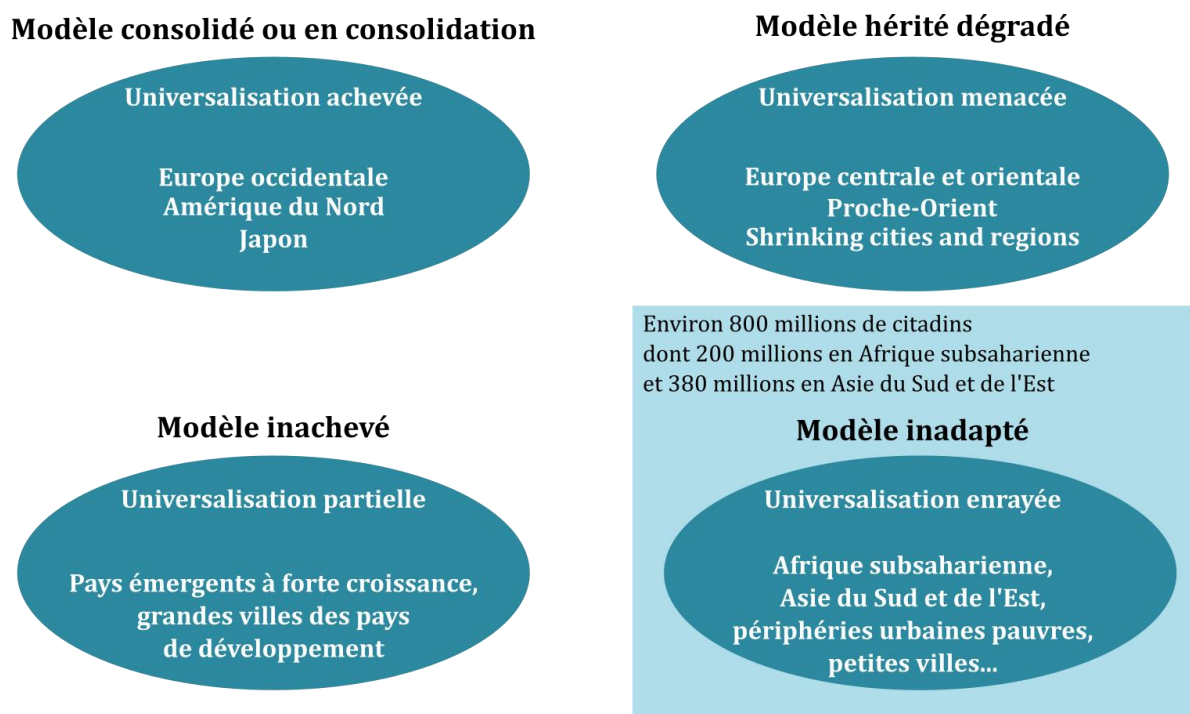 Modèle consolidé ou en consolidation
Universalisation achevée
Europe occidentale
Amérique du Nord
Japon
Modèle hérité dégradé
Universalisation menacée
Europe centrale et orientale
Proche-Orient
Shrinking cities and regions
Modèle inachevé
Universalisation partielle
Pays émergents à forte croissance,
grandes villes des pays
de développement
Environ 800 millions de citadins
dont 200 millions en Afrique subsaharienne
et 380 millions en Asie du Sud et de l'Est
Modèle inadapté
Universalisation enrayée
Afrique subsaharienne,
Asie du Sud et de l'Est,
périphéries urbaines pauvres,
petites villes...